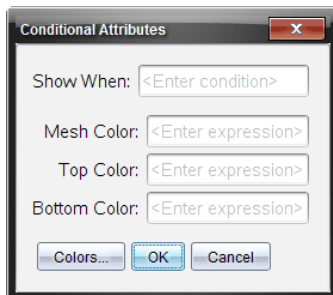 Conditional Attributes
X
Show When: <Enter condition>
Mesh Color: <Enter expression>
Top Color: <Enter expression>
Bottom Color: <Enter expression>
Colors... OK Cancel